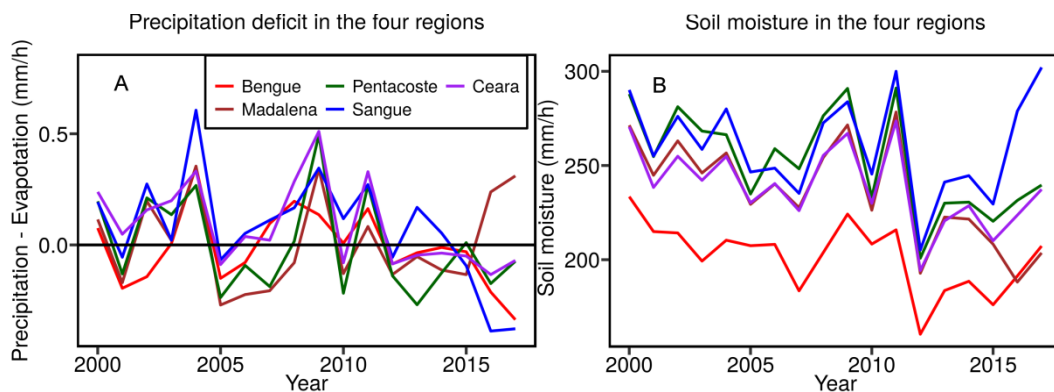 Precipitation deficit in the four regions
Precipitation - Evapotation (mm/h)
0.5
0.0
A
Bengue
Madalena
Pentacoste
Sangue
Ceara
2000
2005
2010
2015
Year
Soil moisture in the four regions
Soil moisture (mm/h)
300
250
200
B
2000
2005
2010
2015
Year